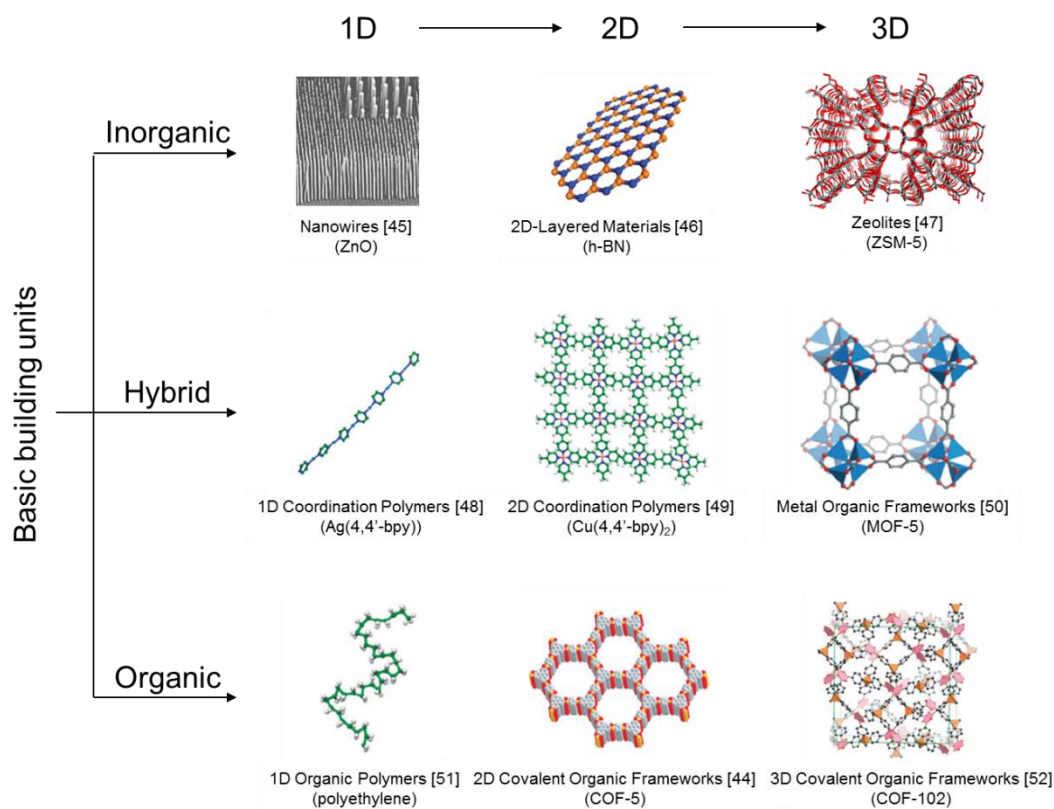 1D 2D 3D
Inorganic
Nanowires [45]
(ZnO)
2D-Layered Materials [46]
(h-BN)
Zeolites [47]
(ZSM-5)
Basic building units
Hybrid
1D Coordination Polymers [48]
(Ag(4,4’-bpy))
2D Coordination Polymers [49]
(Cu(4,4’-bpy)₂)
Metal Organic Frameworks [50]
(MOF-5)
Organic
1D Organic Polymers [51]
(polyethylene)
2D Covalent Organic Frameworks [44]
(COF-5)
3D Covalent Organic Frameworks [52]
(COF-102)